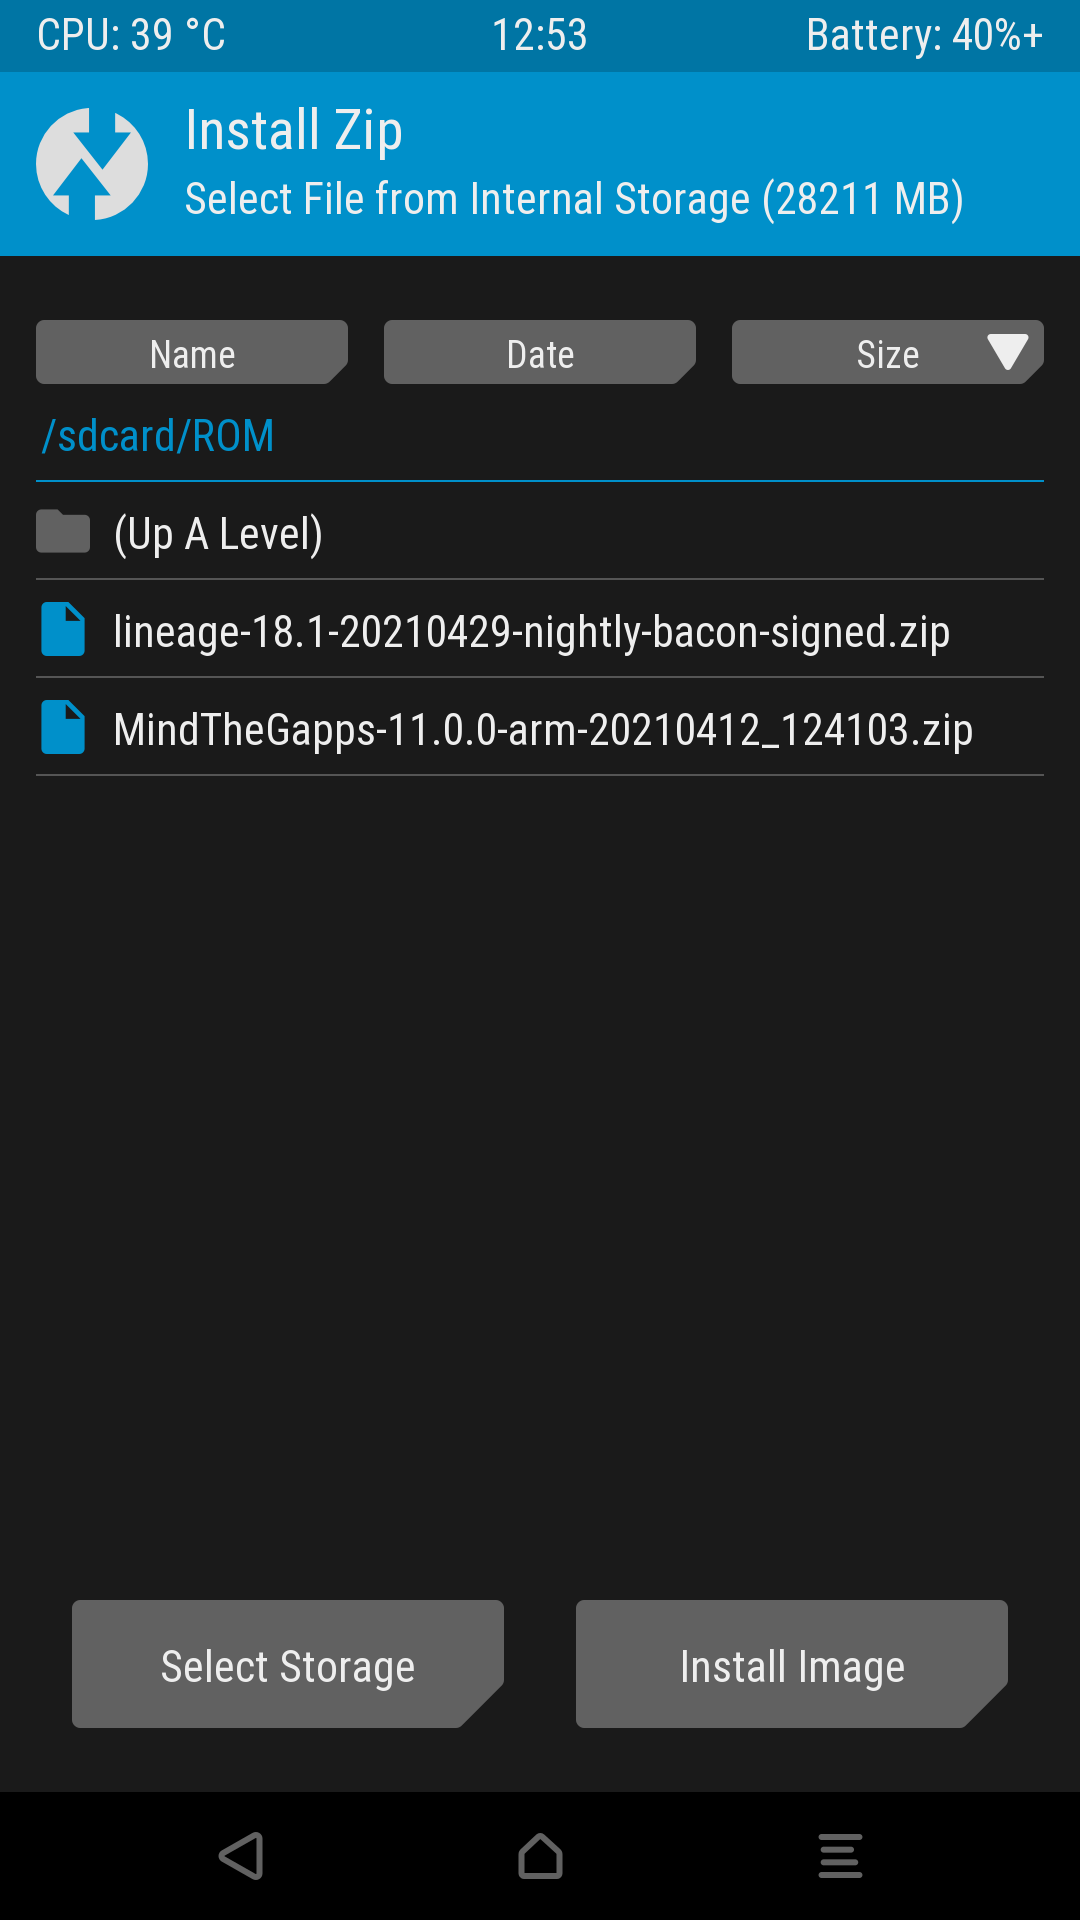 CPU: 39 °C 12:53 Battery: 40%+
Install Zip
Select File from Internal Storage (28211 MB)
Name Date Size
/sdcard/ROM
(Up A Level)
lineage-18.1-20210429-nightly-bacon-signed.zip
MindTheGapps-11.0.0-arm-20210412_124103.zip
Select Storage Install Image